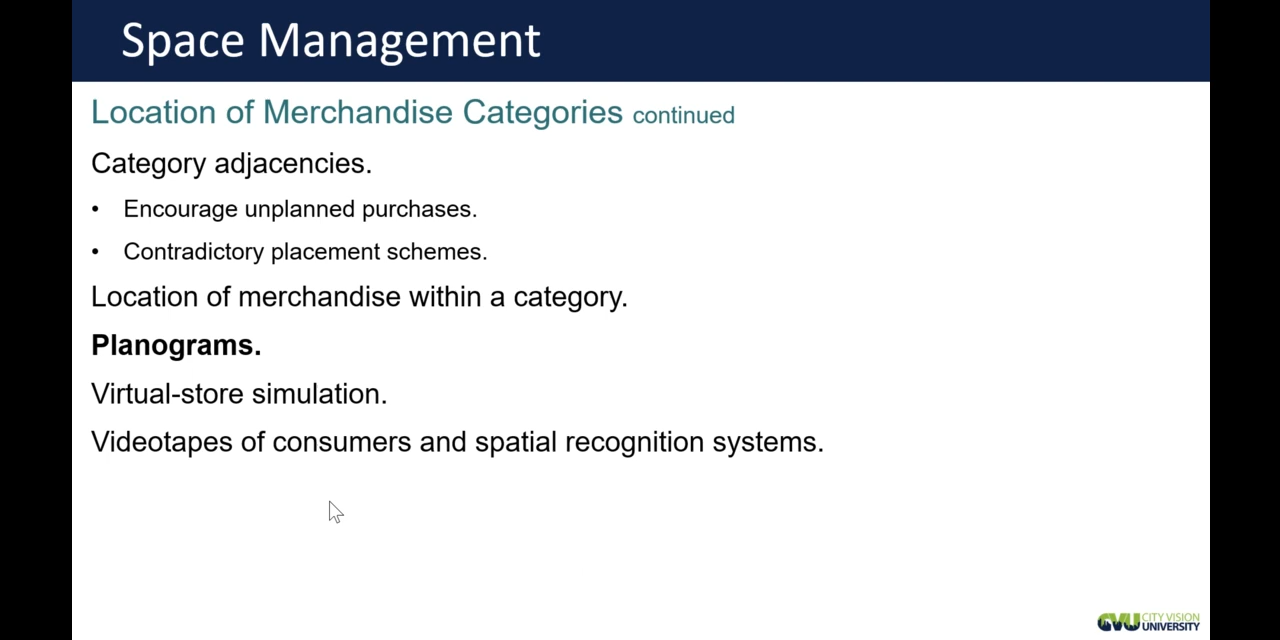 Space Management
Location of Merchandise Categories continued
Category adjacencies.
• Encourage unplanned purchases.
• Contradictory placement schemes.
Location of merchandise within a category.
Planograms.
Virtual-store simulation.
Videotapes of consumers and spatial recognition systems.
CVU CITY VISION
UNIVERSITY